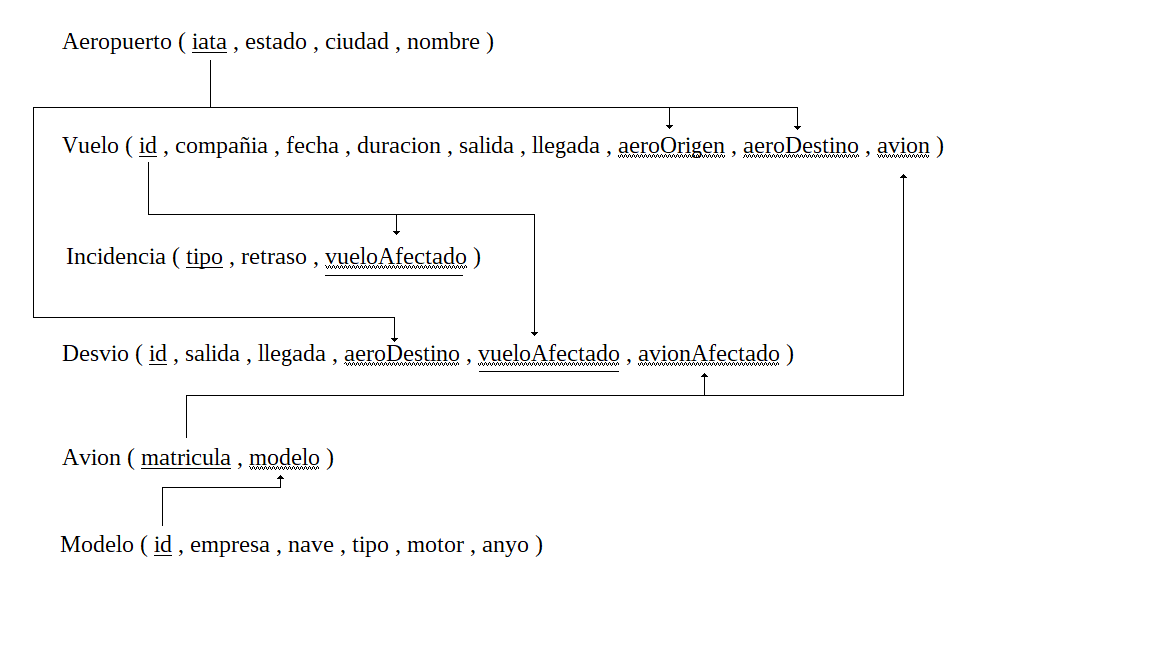 Aeropuerto ( iata , estado , ciudad , nombre )
Vuelo ( id , compañia , fecha , duracion , salida , llegada , aeroOrigen , aeroDestino , avion )
Incidencia ( tipo , retraso , vueloAfectado )
Desvio ( id , salida , llegada , aeroDestino , vueloAfectado , avionAfectado )
Avion ( matricula , modelo )
Modelo ( id , empresa , nave , tipo , motor , anyo )